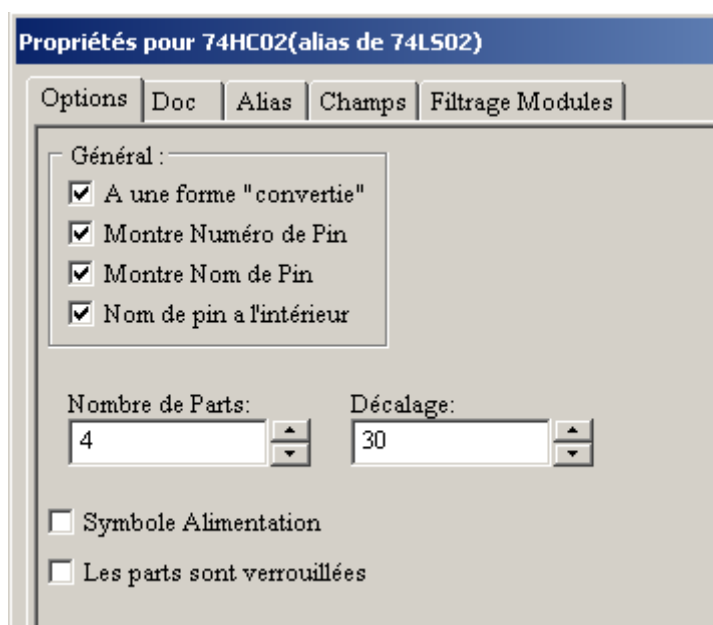 Propriétés pour 74HC02(alias de 74LS02)
Options Doc Alias Champs Filtrage Modules
Général :
A une forme "convertie"
Montre Numéro de Pin
Montre Nom de Pin
Nom de pin a l'intérieur
Nombre de Parts: Décalage:
4 30
Symbole Alimentation
Les parts sont verrouillées